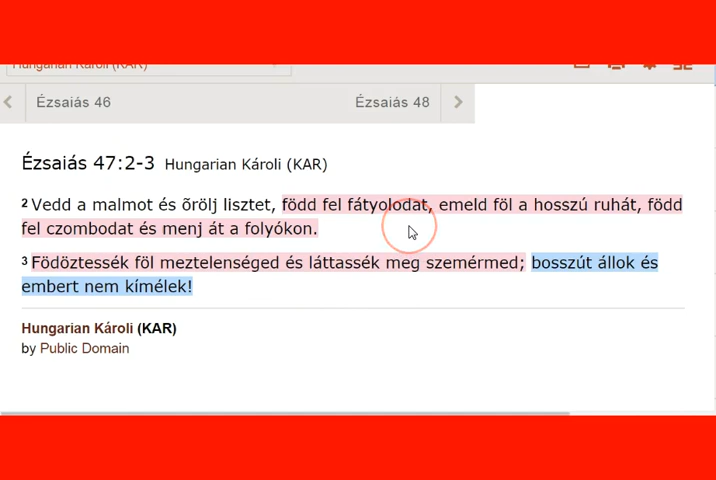 Hungarian Károli (KAR)
Ézsaiás 46
Ézsaiás 48
Ézsaiás 47:2-3 Hungarian Károli (KAR)
2 Vedd a malmot és őrölj lisztet, född fel fátyolodat, emeld föl a hosszú ruhát, född
fel czombodat és menj át a folyókon.
3 Födöztessék föl meztelenséged és láttassék meg szemérmed; bosszút állok és
embert nem kímélek!
Hungarian Károli (KAR)
by Public Domain